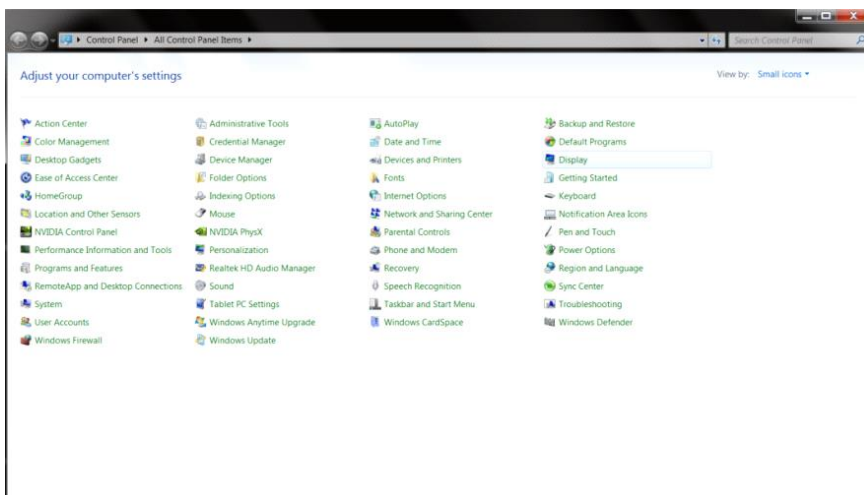 Control Panel All Control Panel Items Search Control Panel
Adjust your computer's settings View by: Small icons
Action Center Administrative Tools AutoPlay Backup and Restore
Color Management Credential Manager Date and Time Default Programs
Desktop Gadgets Device Manager Devices and Printers Display
Ease of Access Center Folder Options Fonts Getting Started
HomeGroup Indexing Options Internet Options Keyboard
Location and Other Sensors Mouse Network and Sharing Center Notification Area Icons
NVIDIA Control Panel NVIDIA PhysX Parental Controls Pen and Touch
Performance Information and Tools Personalization Phone and Modem Power Options
Programs and Features Realtek HD Audio Manager Recovery Region and Language
RemoteApp and Desktop Connections Sound Speech Recognition Sync Center
System Tablet PC Settings Taskbar and Start Menu Troubleshooting
User Accounts Windows Anytime Upgrade Windows CardSpace Windows Defender
Windows Firewall Windows Update